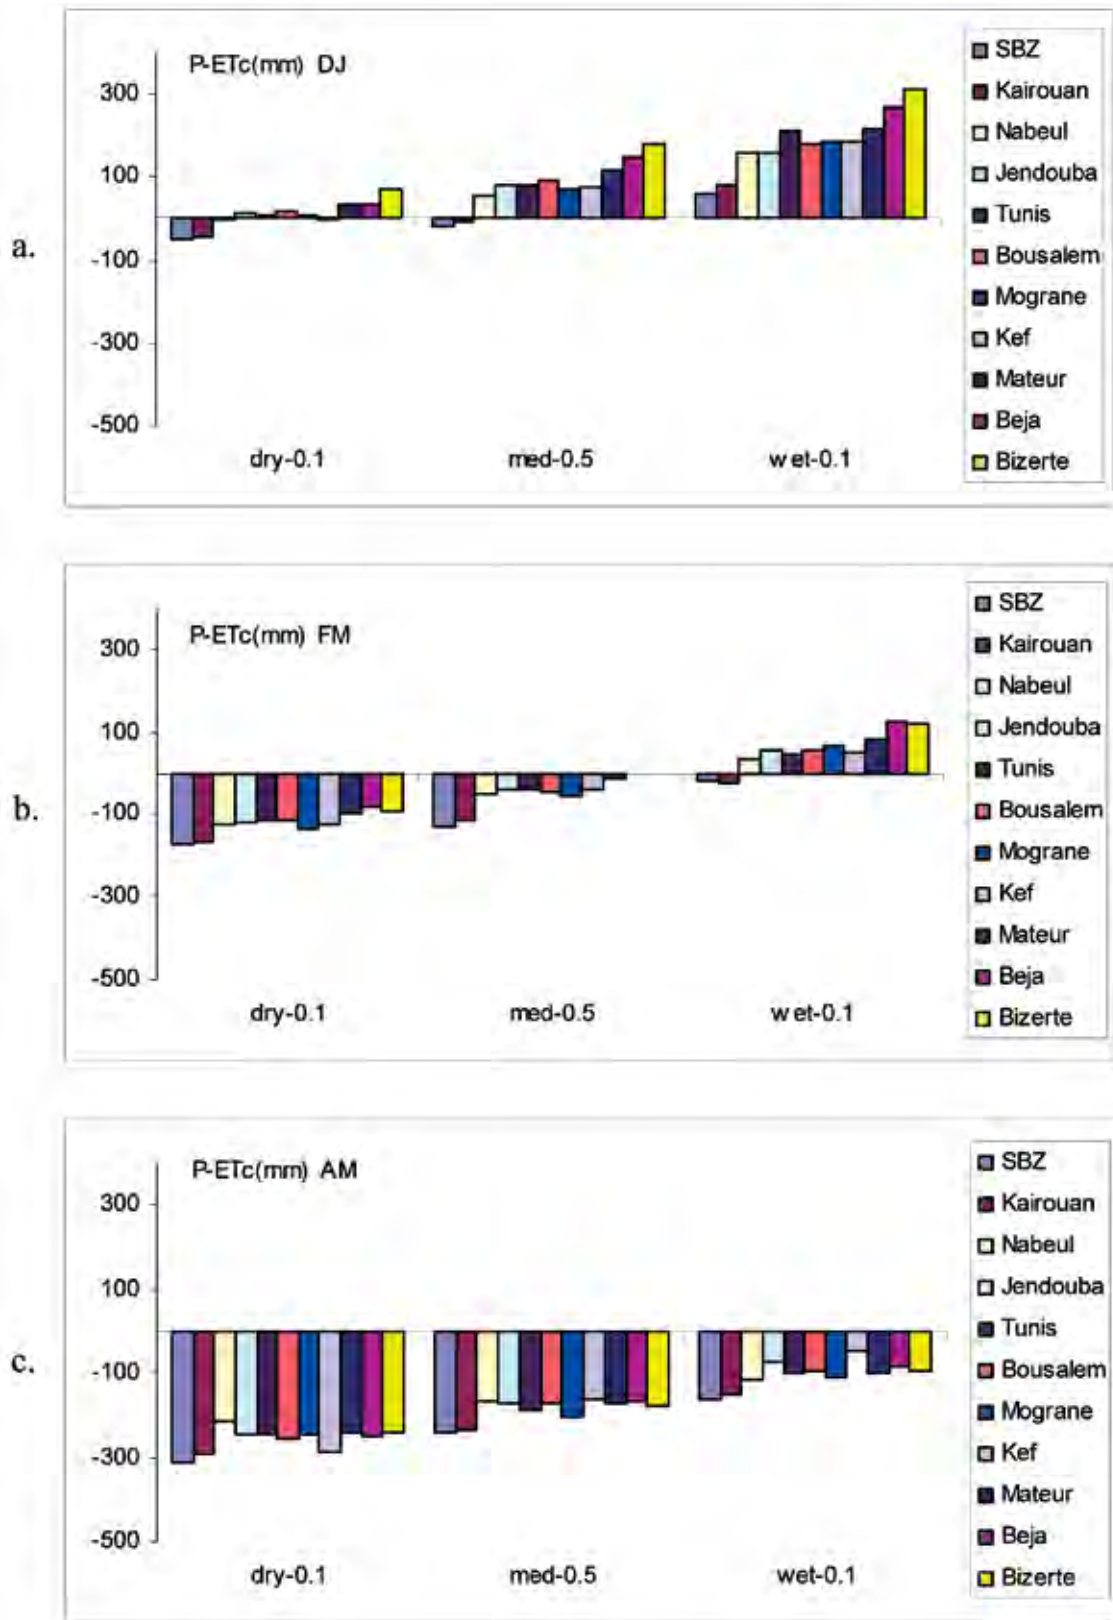 a.
P-ETc(mm) DJ
300
100
-100
-300
-500
dry-0.1
med-0.5
wet-0.1
SBZ
Kairouan
Nabeul
Jendouba
Tunis
Bousalem
Mograne
Kef
Mateur
Beja
Bizerte
b.
P-ETc(mm) FM
300
100
-100
-300
-500
dry-0.1
med-0.5
wet-0.1
SBZ
Kairouan
Nabeul
Jendouba
Tunis
Bousalem
Mograne
Kef
Mateur
Beja
Bizerte
c.
P-ETc(mm) AM
300
100
-100
-300
-500
dry-0.1
med-0.5
wet-0.1
SBZ
Kairouan
Nabeul
Jendouba
Tunis
Bousalem
Mograne
Kef
Mateur
Beja
Bizerte